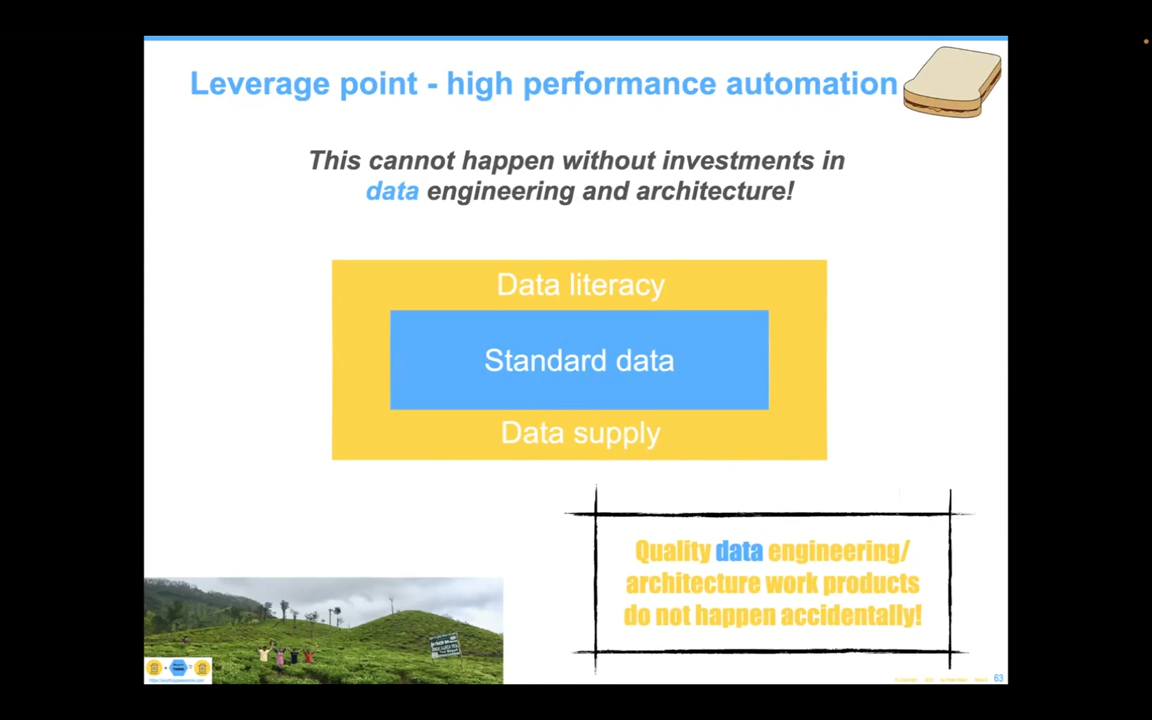 Leverage point - high performance automation
This cannot happen without investments in
data engineering and architecture!
Data literacy
Standard data
Data supply
Quality data engineering/
architecture work products
do not happen accidentally!
63